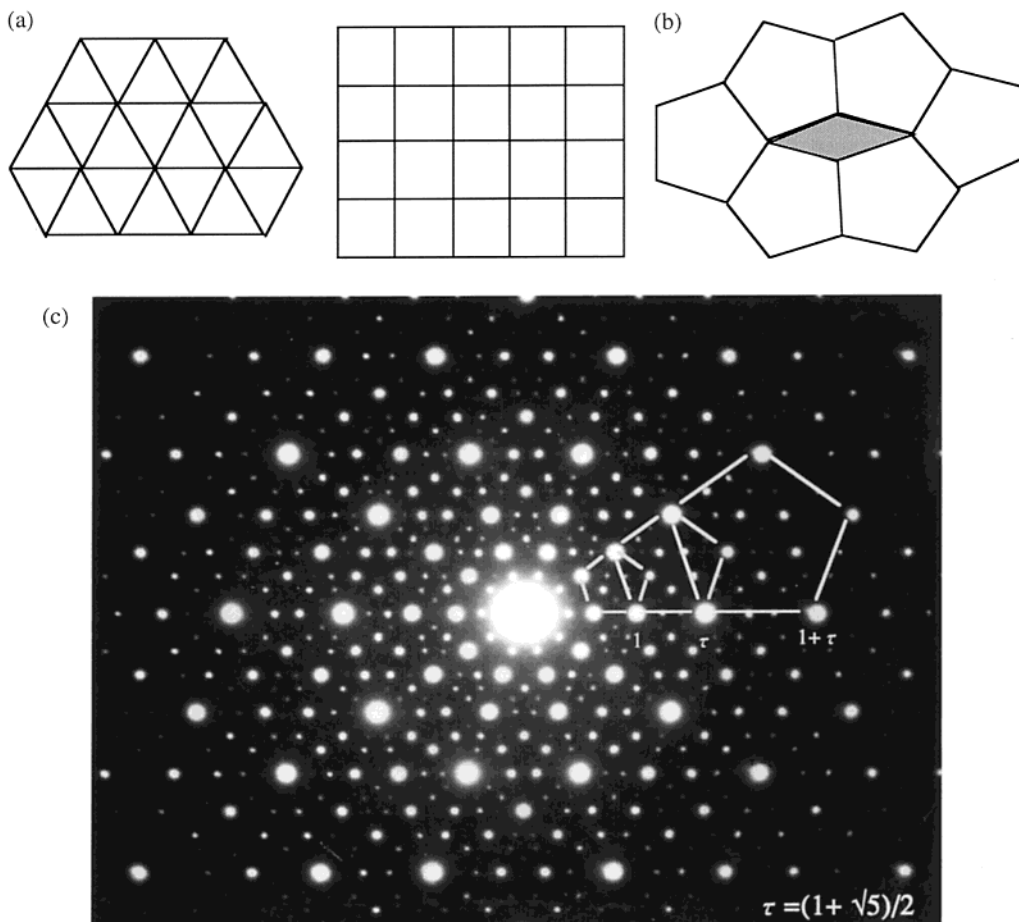 (a)
(b)
(c)
1 τ 1+ τ
τ =(1+ √5)/2